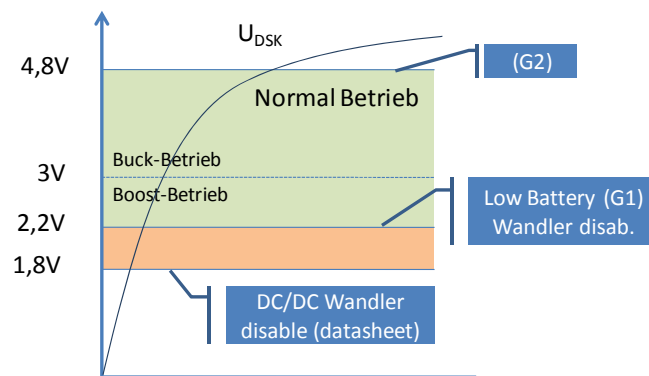 U_DSK
4,8V
(G2)
Normal Betrieb
Buck-Betrieb
3V
Boost-Betrieb
Low Battery (G1)
Wandler disab.
2,2V
1,8V
DC/DC Wandler
disable (datasheet)